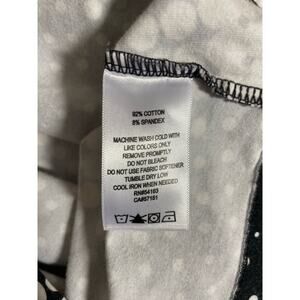 92% COTTON
8% SPANDEX
MACHINE WASH COLD WITH
LIKE COLORS ONLY
REMOVE PROMPTLY
DO NOT BLEACH
DO NOT USE FABRIC SOFTENER
TUMBLE DRY LOW
COOL IRON WHEN NEEDED
RN#54163
CA#57151